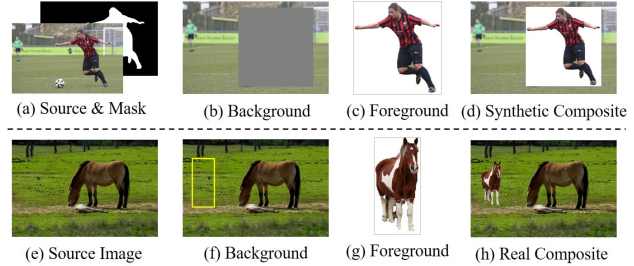 (a) Source & Mask
(b) Background
(c) Foreground
(d) Synthetic Composite
(e) Source Image
(f) Background
(g) Foreground
(h) Real Composite